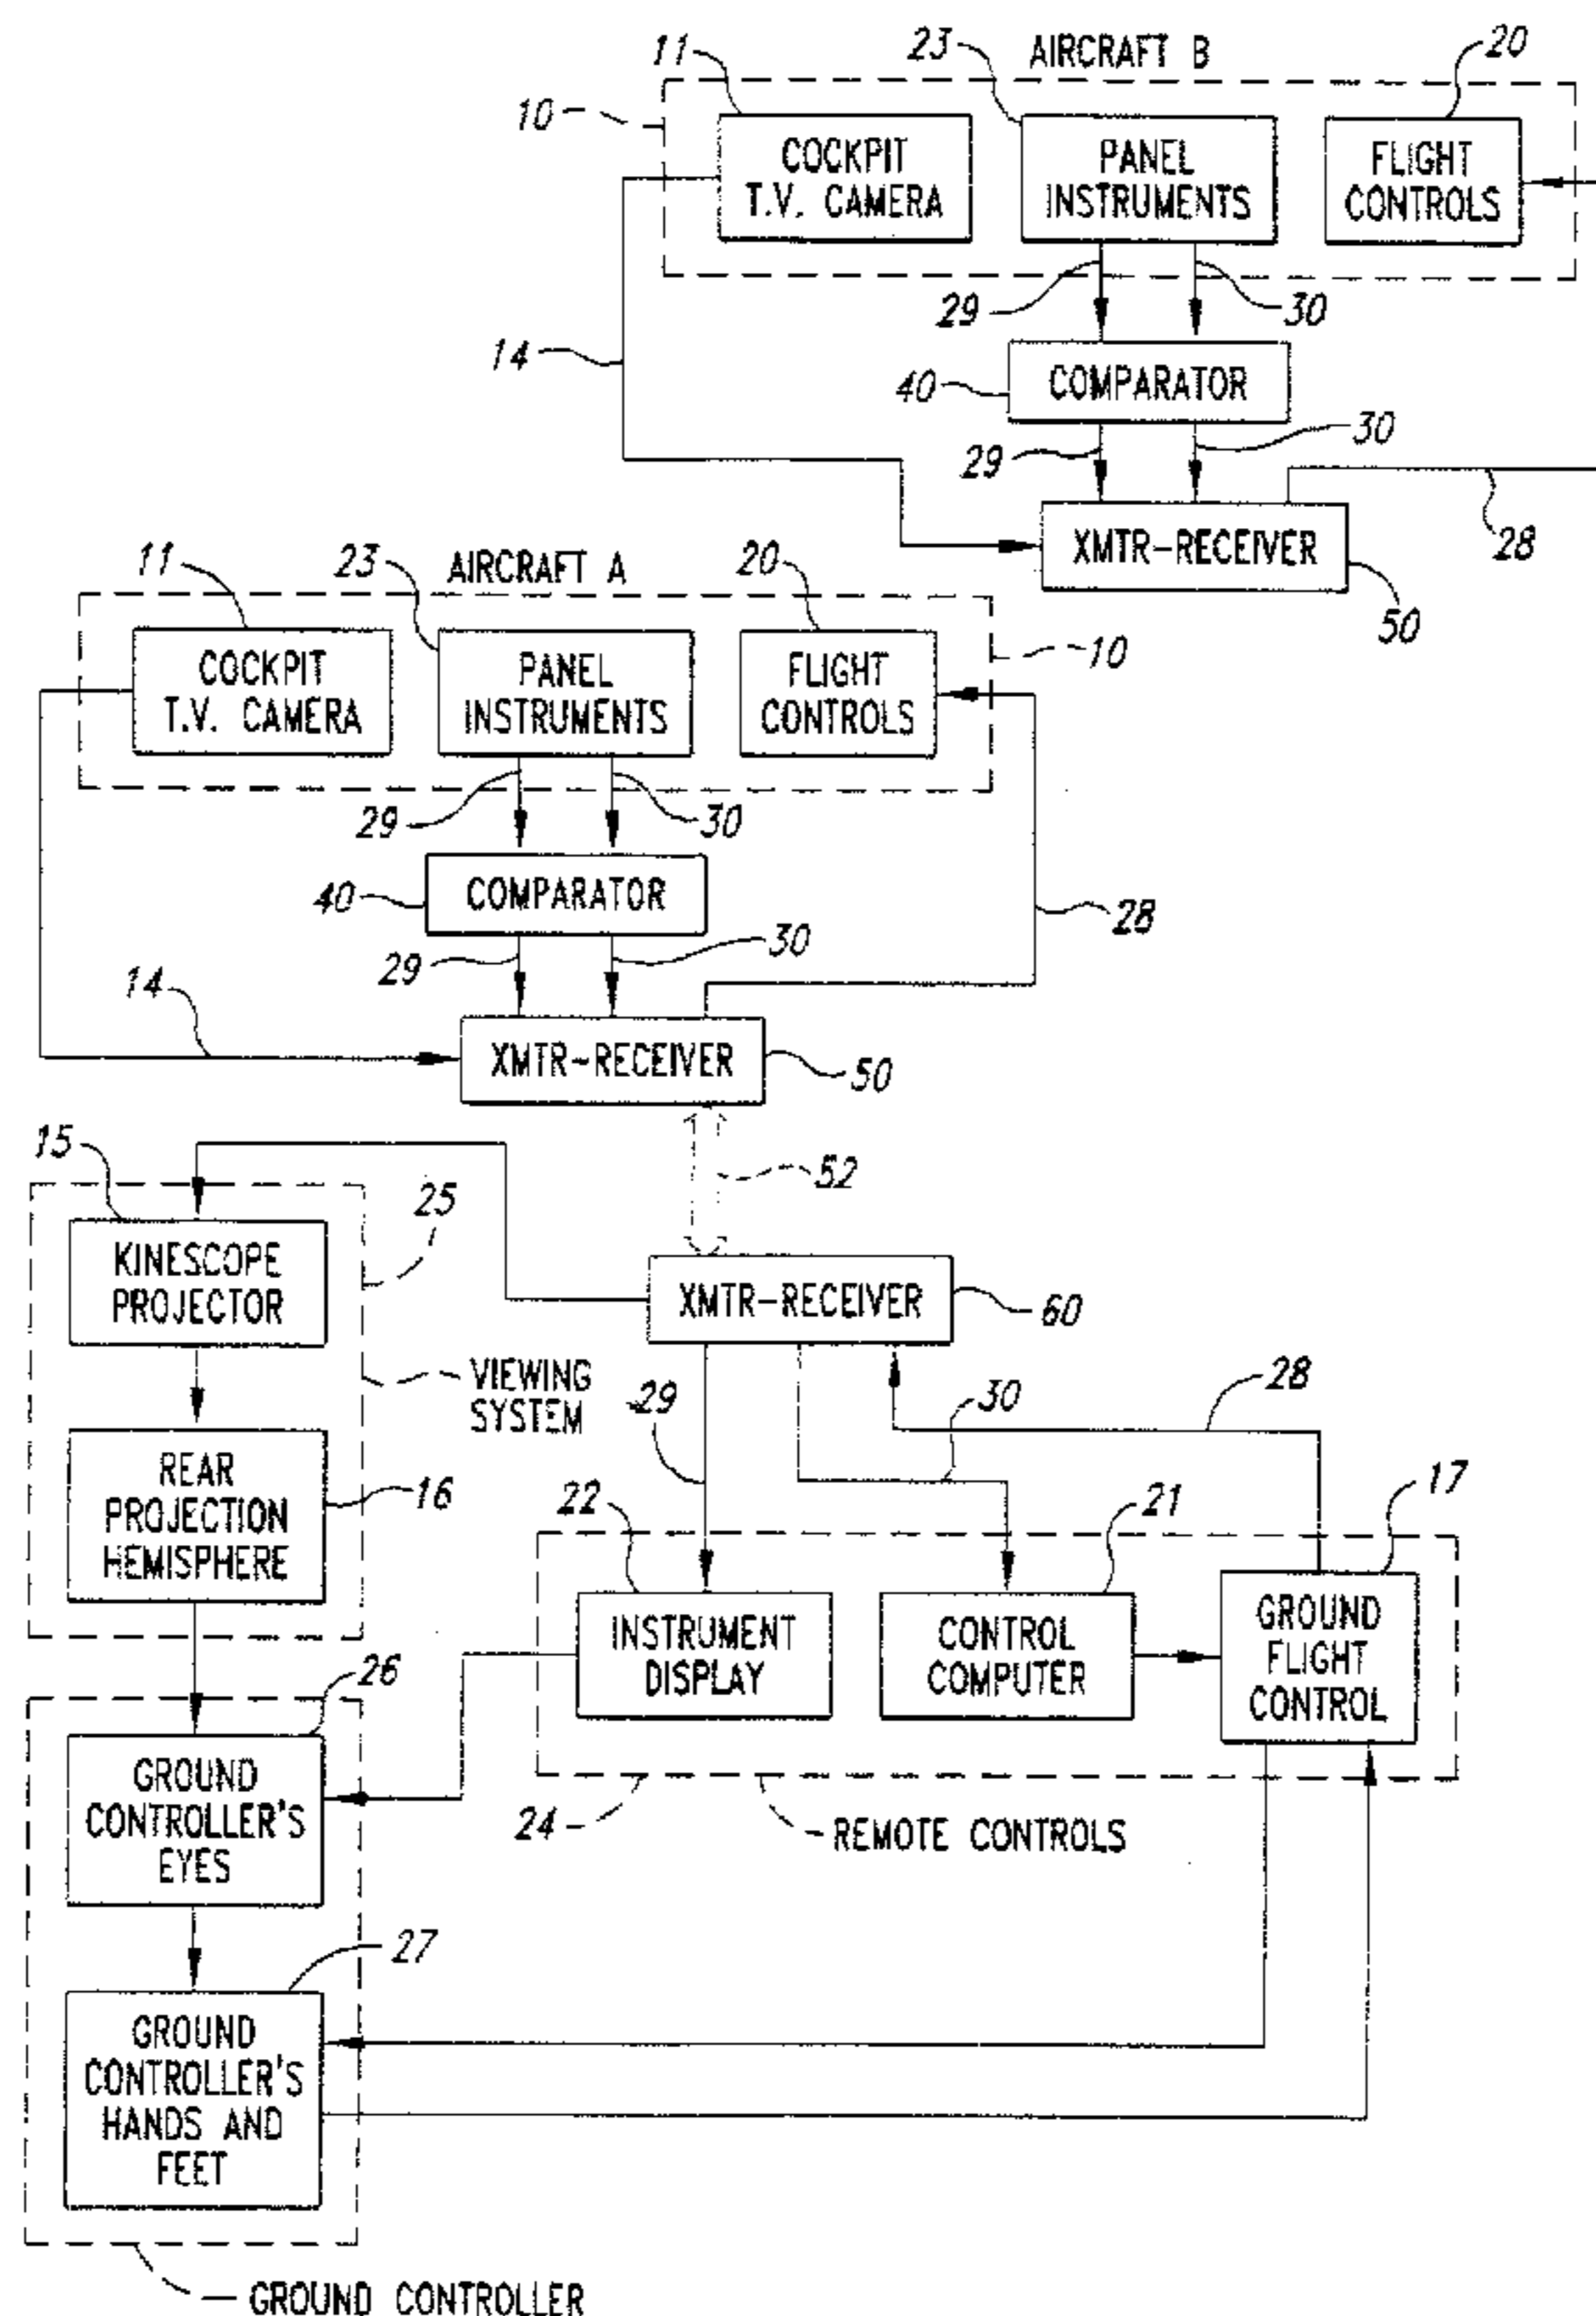 11
23
AIRCRAFT B
20
10
COCKPIT
T.V. CAMERA
PANEL
INSTRUMENTS
FLIGHT
CONTROLS
29
30
14
40
COMPARATOR
29
30
XMTR-RECEIVER
28
50
11
23
AIRCRAFT A
20
10
COCKPIT
T.V. CAMERA
PANEL
INSTRUMENTS
FLIGHT
CONTROLS
29
30
40
COMPARATOR
28
29
30
14
XMTR-RECEIVER
50
15
52
25
KINESCOPE
PROJECTOR
XMTR-RECEIVER
60
VIEWING
SYSTEM
29
30
28
REAR
PROJECTION
HEMISPHERE
16
22
21
17
INSTRUMENT
DISPLAY
CONTROL
COMPUTER
GROUND
FLIGHT
CONTROL
26
GROUND
CONTROLLER'S
EYES
24
REMOTE CONTROLS
27
GROUND
CONTROLLER'S
HANDS AND
FEET
GROUND CONTROLLER